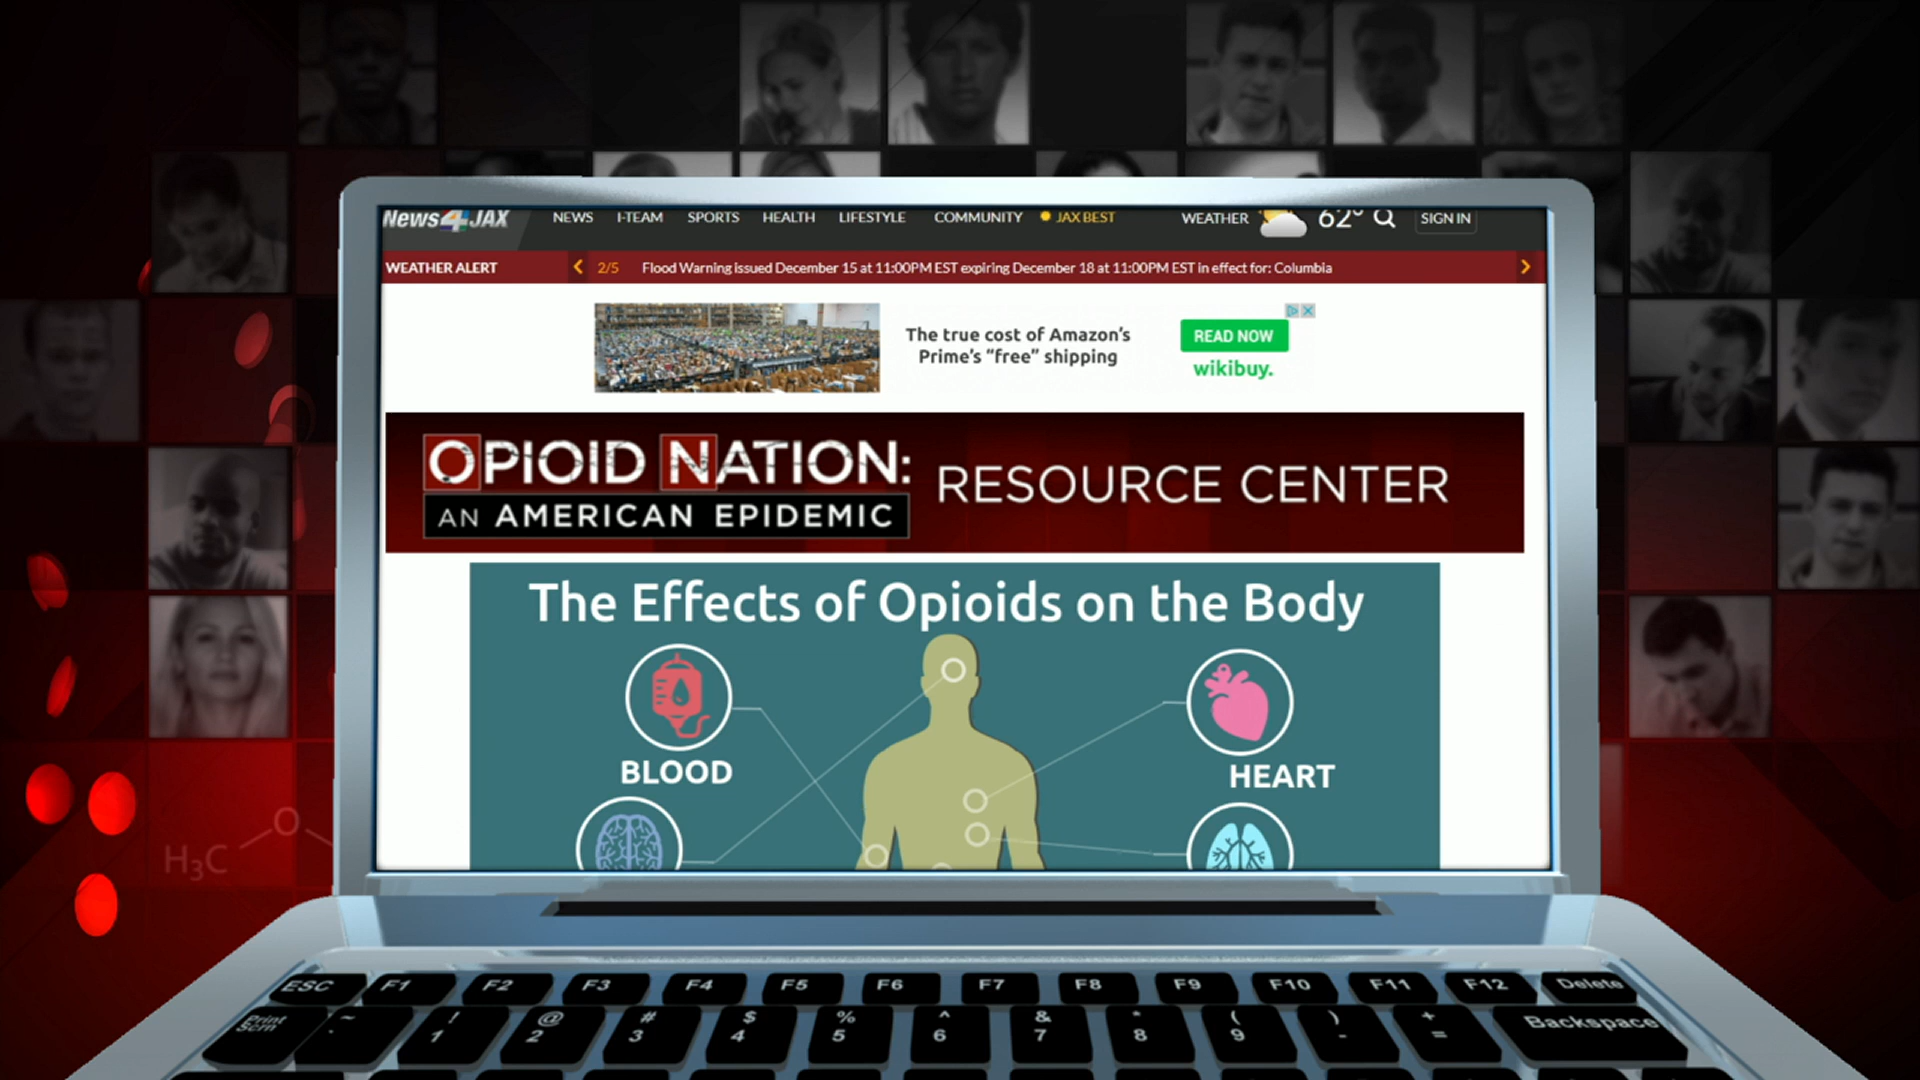 News4JAX NEWS I-TEAM SPORTS HEALTH LIFESTYLE COMMUNITY JAX BEST WEATHER 62° SIGN IN
WEATHER ALERT 2/5 Flood Warning issued December 15 at 11:00PM EST expiring December 18 at 11:00PM EST in effect for: Columbia
The true cost of Amazon's
Prime's "free" shipping
READ NOW
wikibuy.
OPIOID NATION:
AN AMERICAN EPIDEMIC
RESOURCE CENTER
The Effects of Opioids on the Body
BLOOD
HEART
H₃C O
ESC F1 F2 F3 F4 F5 F6 F7 F8 F9 F10 F11 F12 Delete
Print
Scrn
~ ! @ # $ % ^ & * ( ) +
1 2 3 4 5 6 7 8 9 - =
Backspace